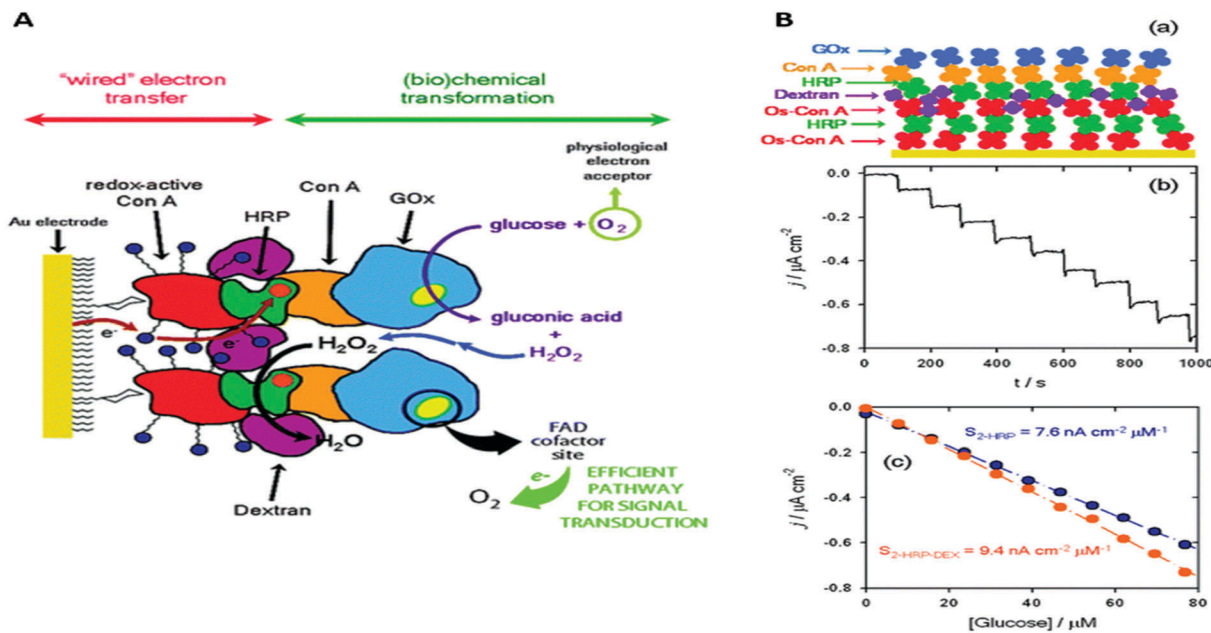 A
"wired" electron
transfer
(bio)chemical
transformation
physiological
electron
acceptor
redox-active
Con A
Con A
HRP
GOx
Au electrode
glucose + O2
e-
e-
gluconic acid
+
H2O2
H2O2
H2O
FAD
cofactor
site
e-
O2
EFFICIENT
PATHWAY
FOR SIGNAL
TRANSDUCTION
Dextran
B
(a)
GOx
Con A
HRP
Dextran
Os-Con A
HRP
Os-Con A
(b)
j / µA cm-2
0.0
-0.2
-0.4
-0.6
-0.8
0 200 400 600 800 1000
t / s
(c)
j / µA cm-2
0.0
-0.2
-0.4
-0.6
-0.8
S2-HRP = 7.6 nA cm-2 µM-1
S2-HRP-DEX = 9.4 nA cm-2 µM-1
0 20 40 60 80
[Glucose] / µM